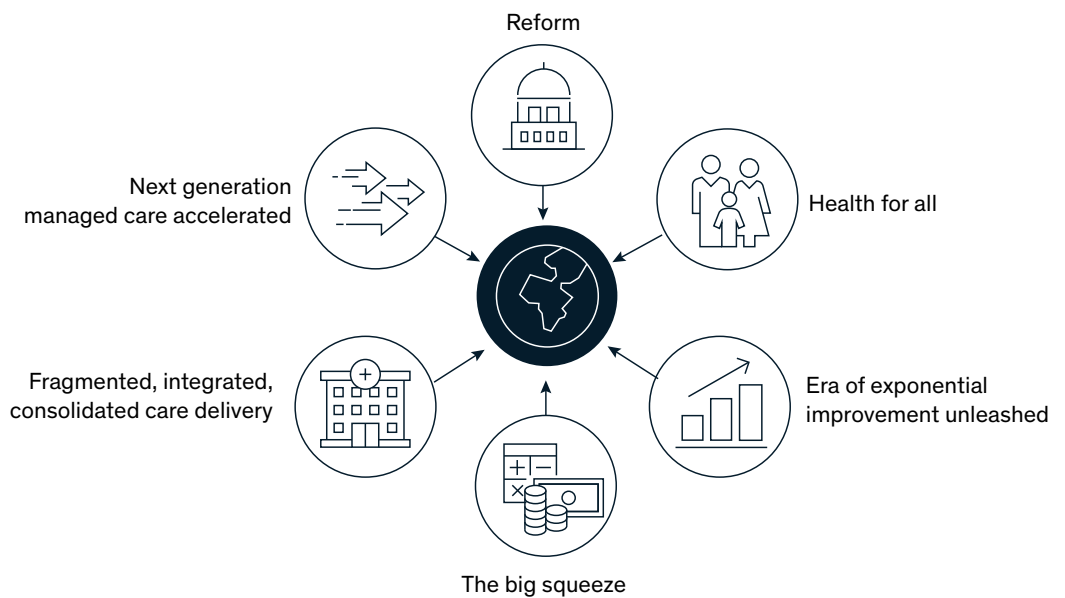 Reform
Next generation
managed care accelerated
Health for all
Fragmented, integrated,
consolidated care delivery
Era of exponential
improvement unleashed
The big squeeze